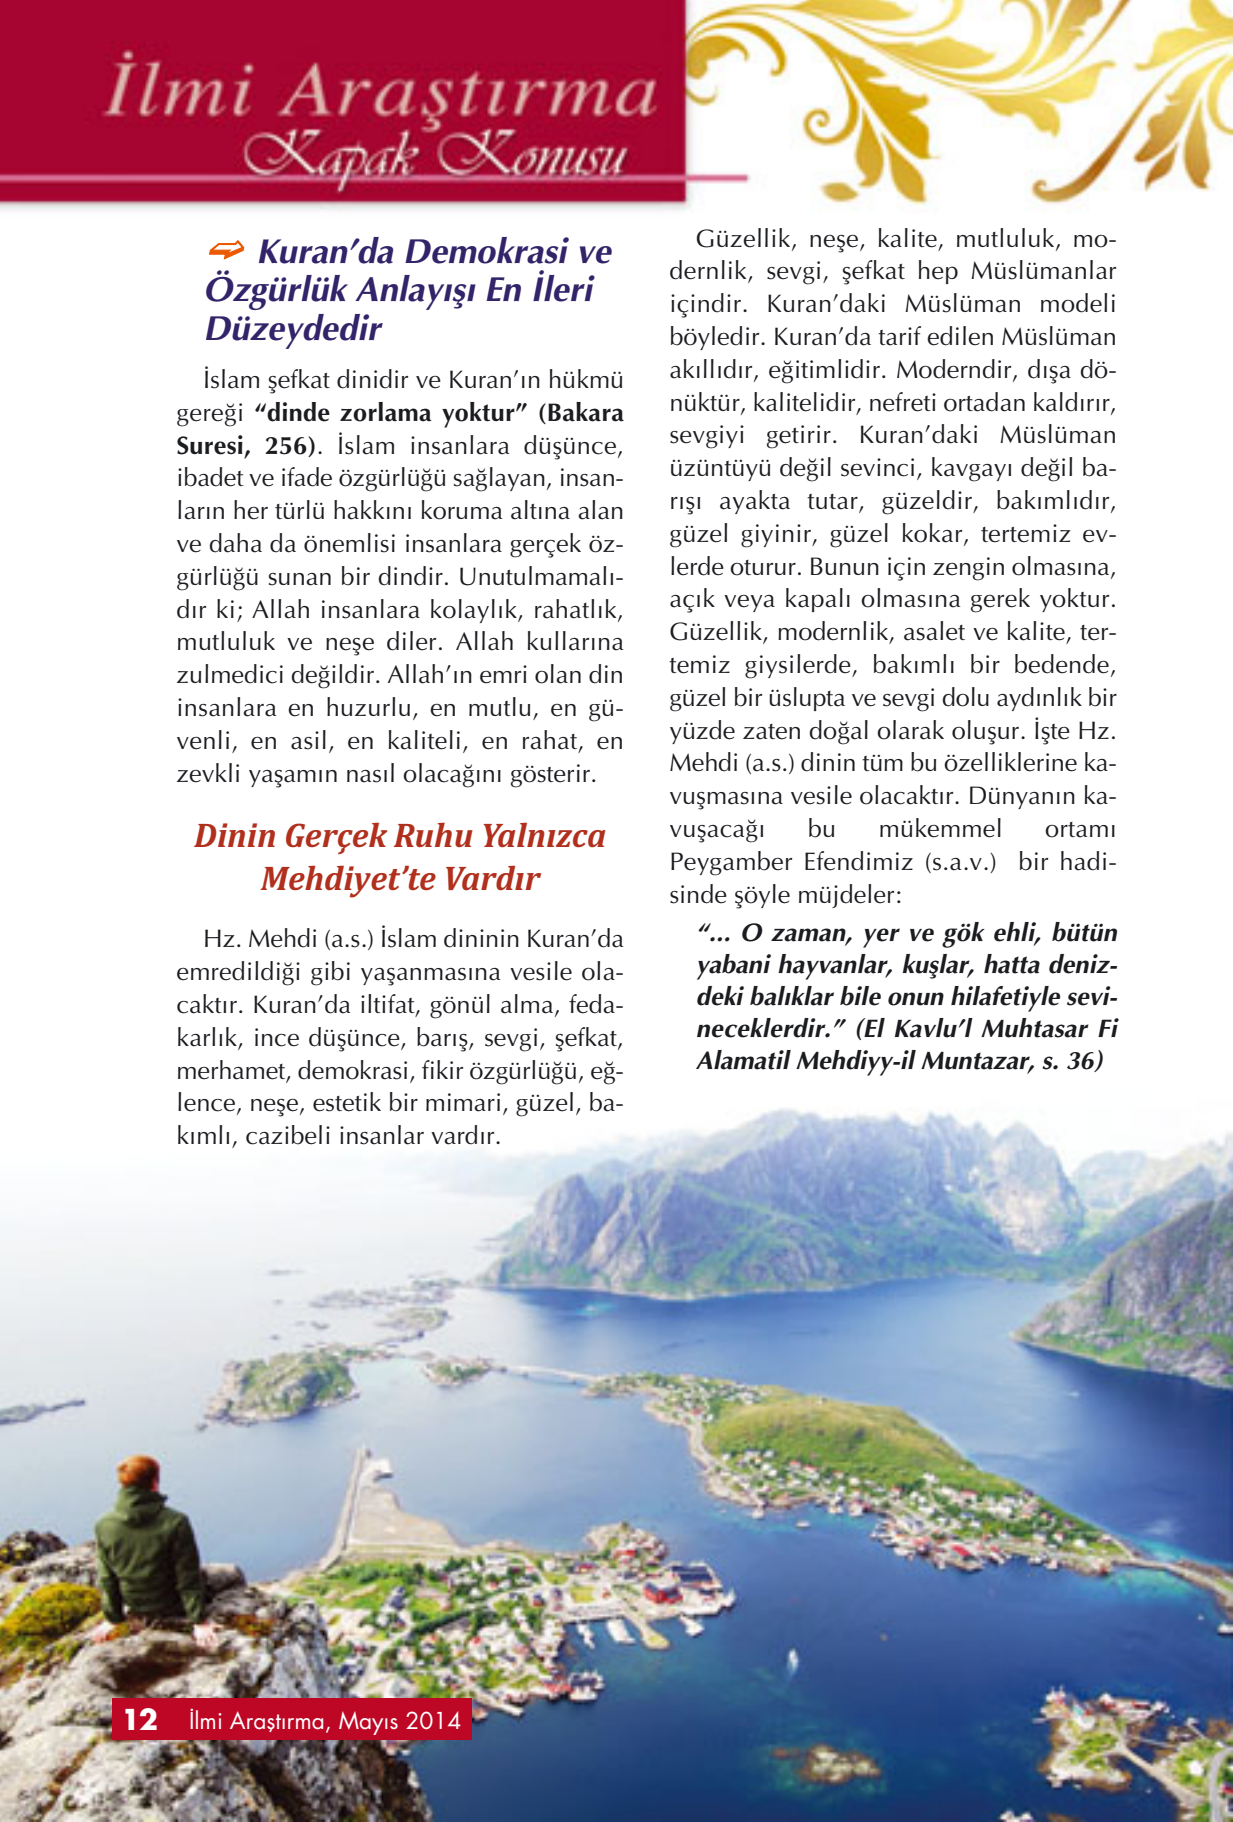 İlmi Araştırma
Kapak Konusu
Kuran’da Demokrasi ve
Özgürlük Anlayışı En İleri
Düzeydedir
İslam şefkat dinidir ve Kuran’ın hükmü
gereği “dinde zorlama yoktur” (Bakara
Suresi, 256). İslam insanlara düşünce,
ibadet ve ifade özgürlüğü sağlayan, insan-
ların her türlü hakkını koruma altına alan
ve daha da önemlisi insanlara gerçek öz-
gürlüğü sunan bir dindir. Unutulmamalı-
dır ki; Allah insanlara kolaylık, rahatlık,
mutluluk ve neşe diler. Allah kullarına
zulmedici değildir. Allah’ın emri olan din
insanlara en huzurlu, en mutlu, en gü-
venli, en asil, en kaliteli, en rahat, en
zevkli yaşamın nasıl olacağını gösterir.
Dinin Gerçek Ruhu Yalnızca
Mehdiyet’te Vardır
Hz. Mehdi (a.s.) İslam dininin Kuran’da
emredildiği gibi yaşanmasına vesile ola-
caktır. Kuran’da iltifat, gönül alma, feda-
karlık, ince düşünce, barış, sevgi, şefkat,
merhamet, demokrasi, fikir özgürlüğü, eğ-
lence, neşe, estetik bir mimari, güzel, ba-
kımlı, cazibeli insanlar vardır.
Güzellik, neşe, kalite, mutluluk, mo-
dernlik, sevgi, şefkat hep Müslümanlar
içindir. Kuran’daki Müslüman modeli
böyledir. Kuran’da tarif edilen Müslüman
akıllıdır, eğitimlidir. Moderndir, dışa dö-
nüktür, kalitelidir, nefreti ortadan kaldırır,
sevgiyi getirir. Kuran’daki Müslüman
üzüntüyü değil sevinci, kavgayı değil ba-
rışı ayakta tutar, güzeldir, bakımlıdır,
güzel giyinir, güzel kokar, tertemiz ev-
lerde oturur. Bunun için zengin olmasına,
açık veya kapalı olmasına gerek yoktur.
Güzellik, modernlik, asalet ve kalite, ter-
temiz giysilerde, bakımlı bir bedende,
güzel bir üslupta ve sevgi dolu aydınlık bir
yüzde zaten doğal olarak oluşur. İşte Hz.
Mehdi (a.s.) dinin tüm bu özelliklerine ka-
vuşmasına vesile olacaktır. Dünyanın ka-
vuşacağı bu mükemmel ortamı
Peygamber Efendimiz (s.a.v.) bir hadi-
sinde şöyle müjdeler:
“... O zaman, yer ve gök ehli, bütün
yabani hayvanlar, kuşlar, hatta deniz-
deki balıklar bile onun hilafetiyle sevi-
neceklerdir.” (El Kavlu’l Muhtasar Fi
Alamatil Mehdiyy-il Muntazar, s. 36)
12 İlmi Araştırma, Mayıs 2014